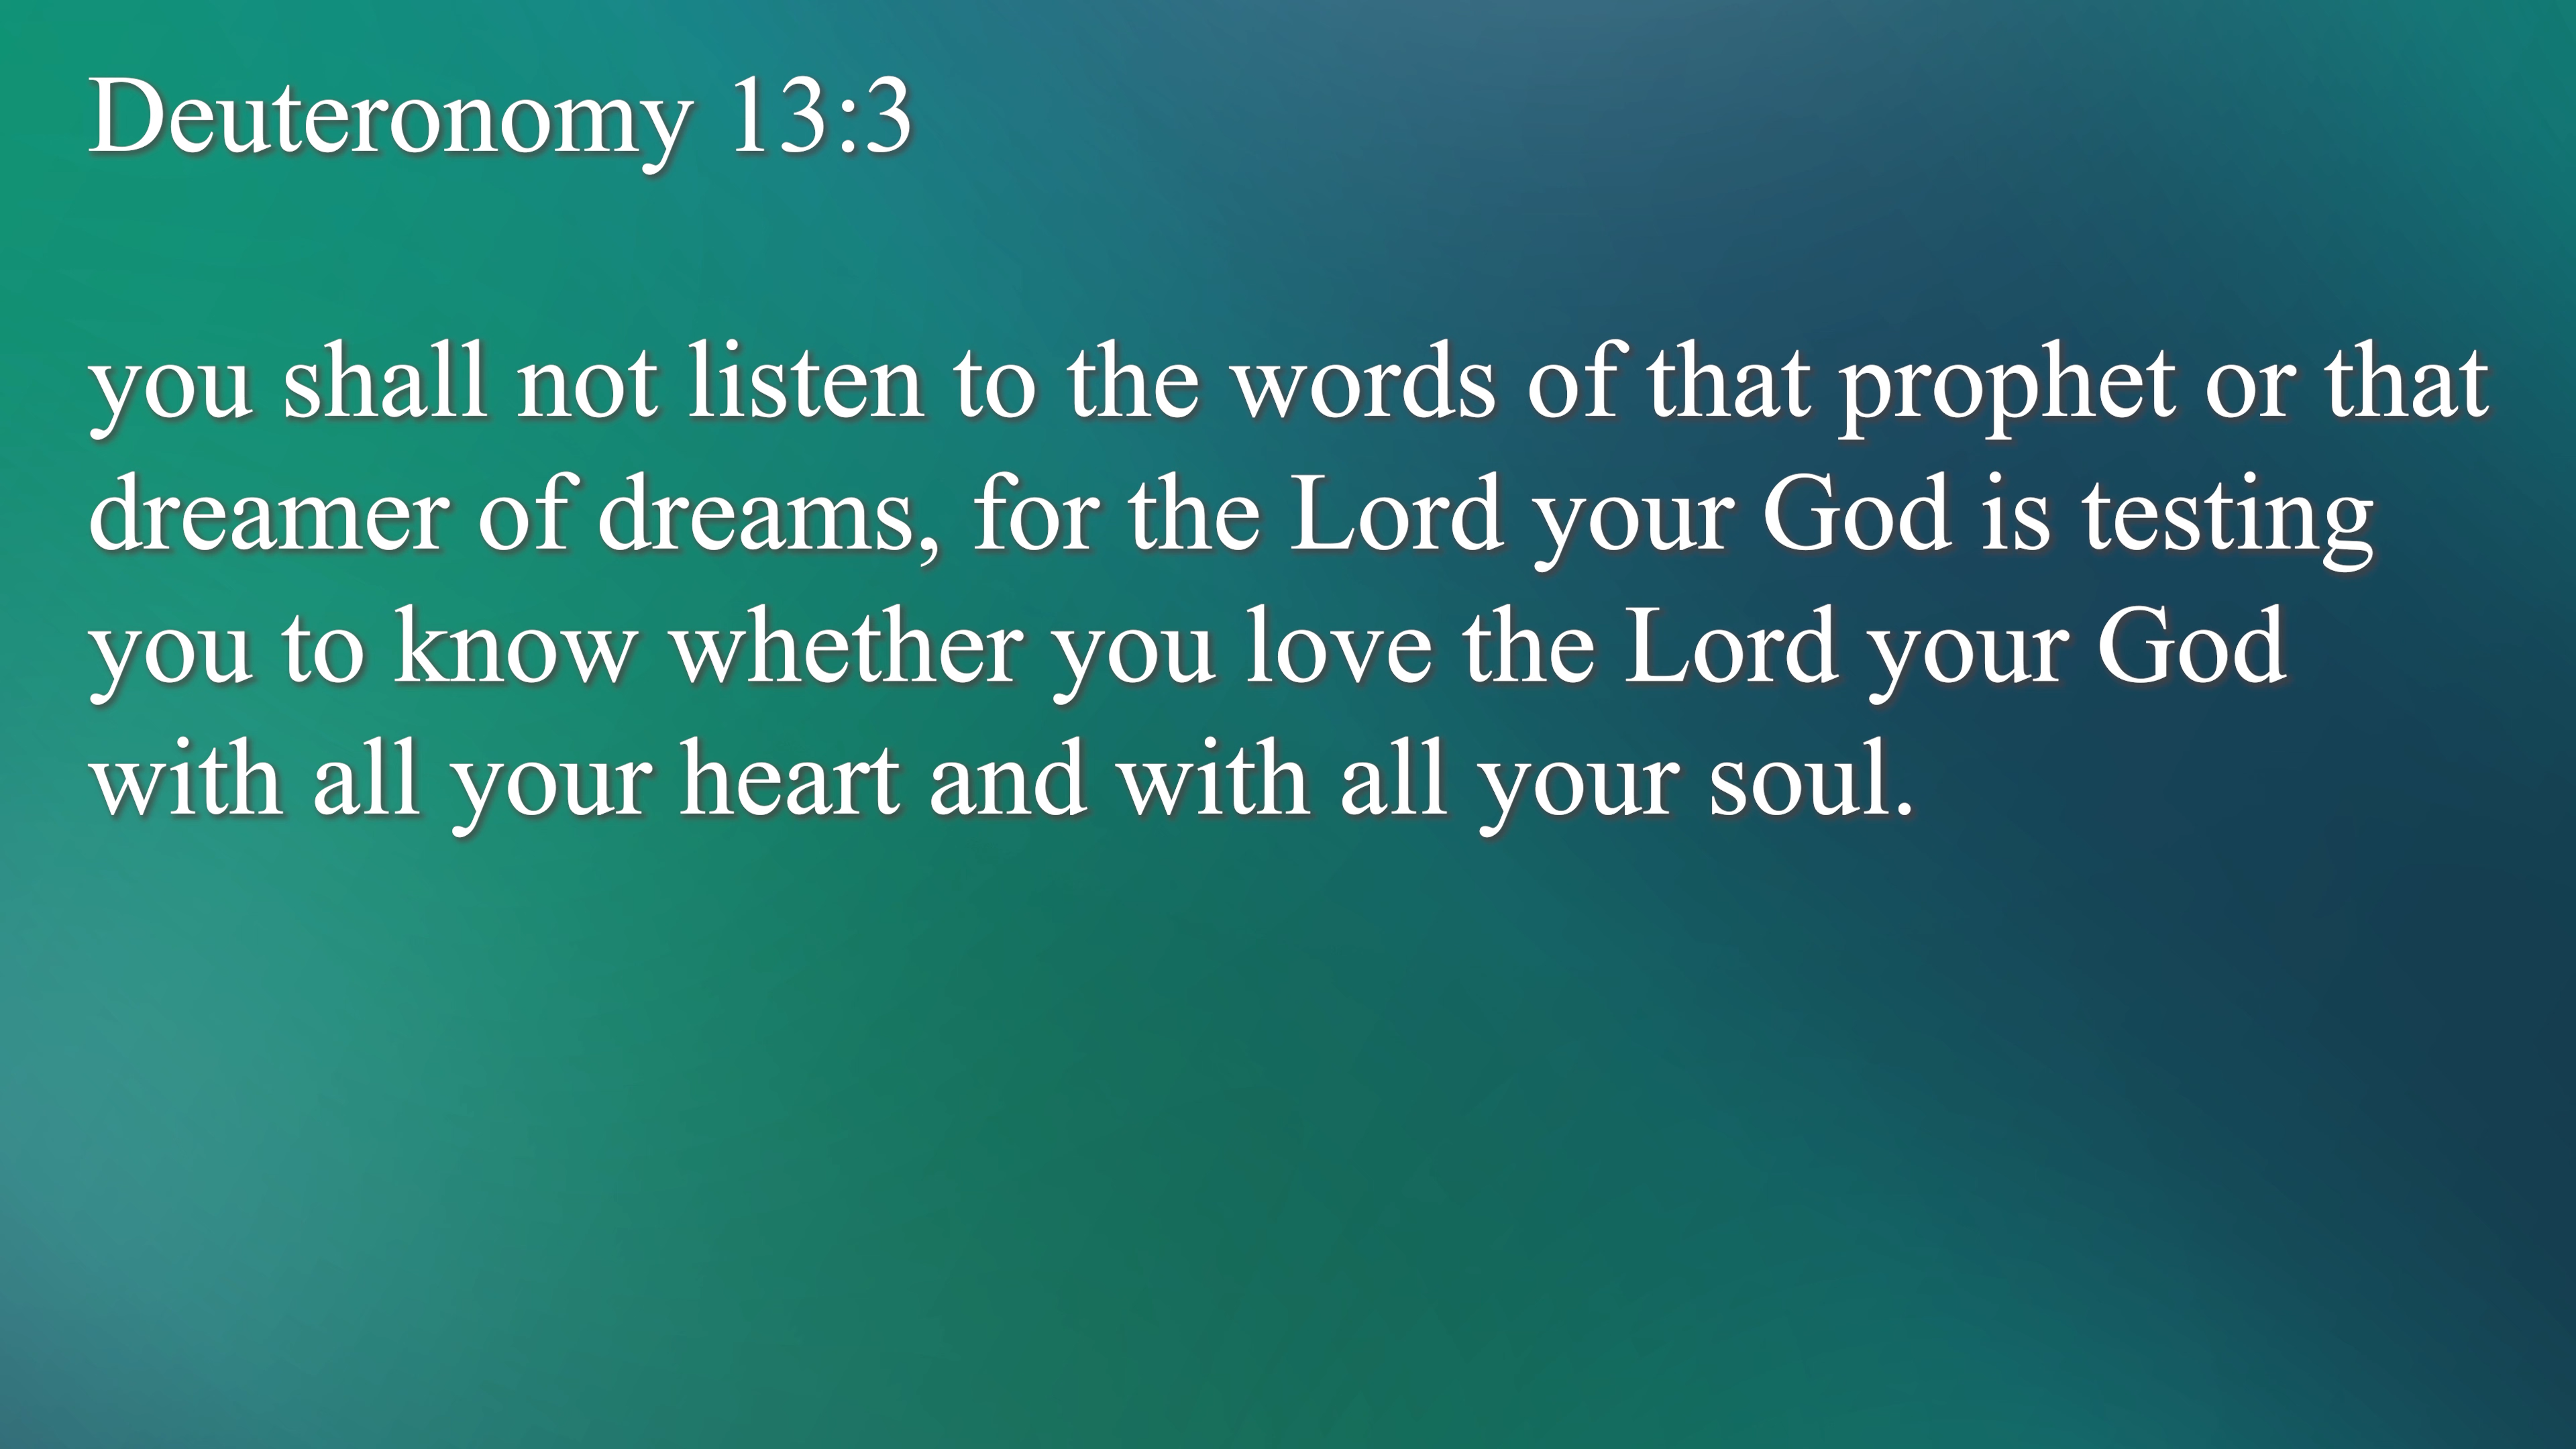 Deuteronomy 13:3
you shall not listen to the words of that prophet or that
dreamer of dreams, for the Lord your God is testing
you to know whether you love the Lord your God
with all your heart and with all your soul.